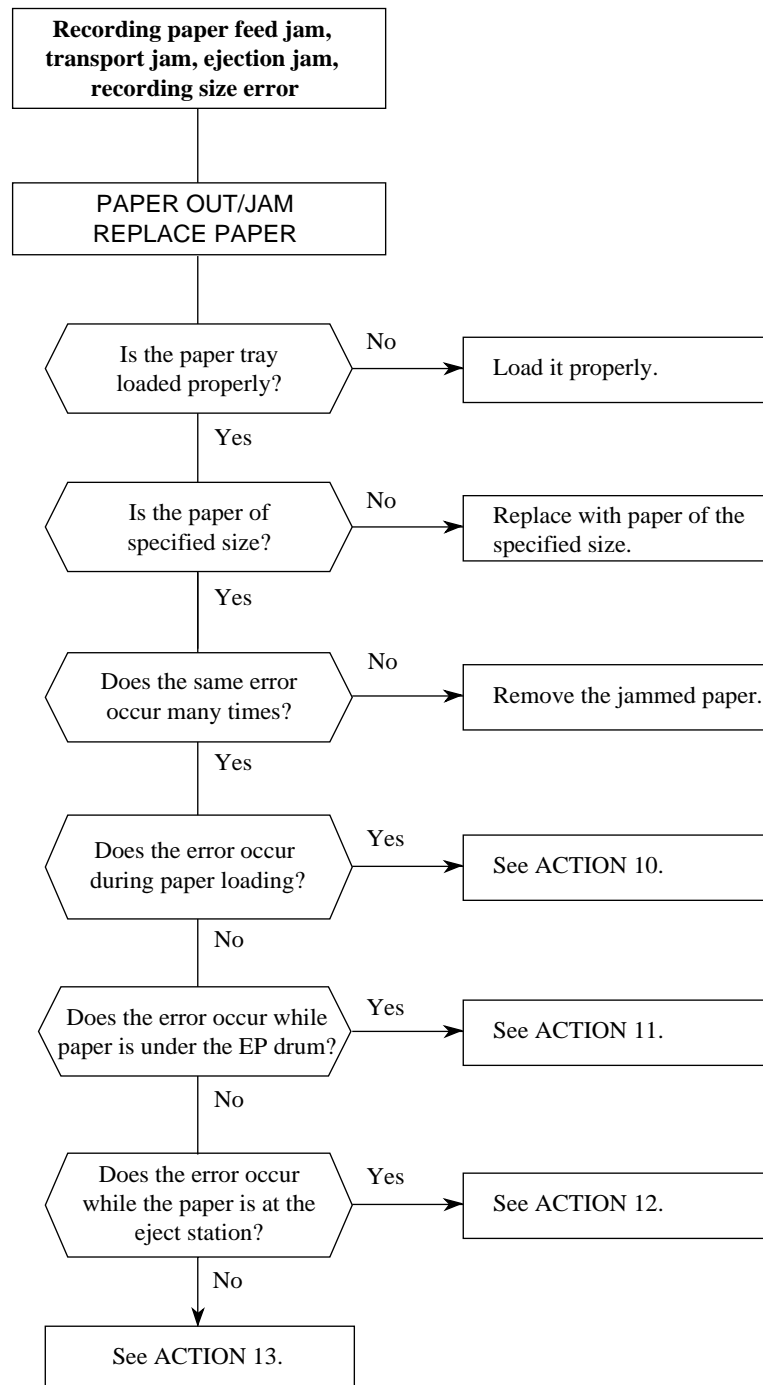 Recording paper feed jam,
transport jam, ejection jam,
recording size error
PAPER OUT/JAM
REPLACE PAPER
Is the paper tray
loaded properly?
No
Load it properly.
Yes
Is the paper of
specified size?
No
Replace with paper of the
specified size.
Yes
Does the same error
occur many times?
No
Remove the jammed paper.
Yes
Does the error occur
during paper loading?
Yes
See ACTION 10.
No
Does the error occur while
paper is under the EP drum?
Yes
See ACTION 11.
No
Does the error occur
while the paper is at the
eject station?
Yes
See ACTION 12.
No
See ACTION 13.